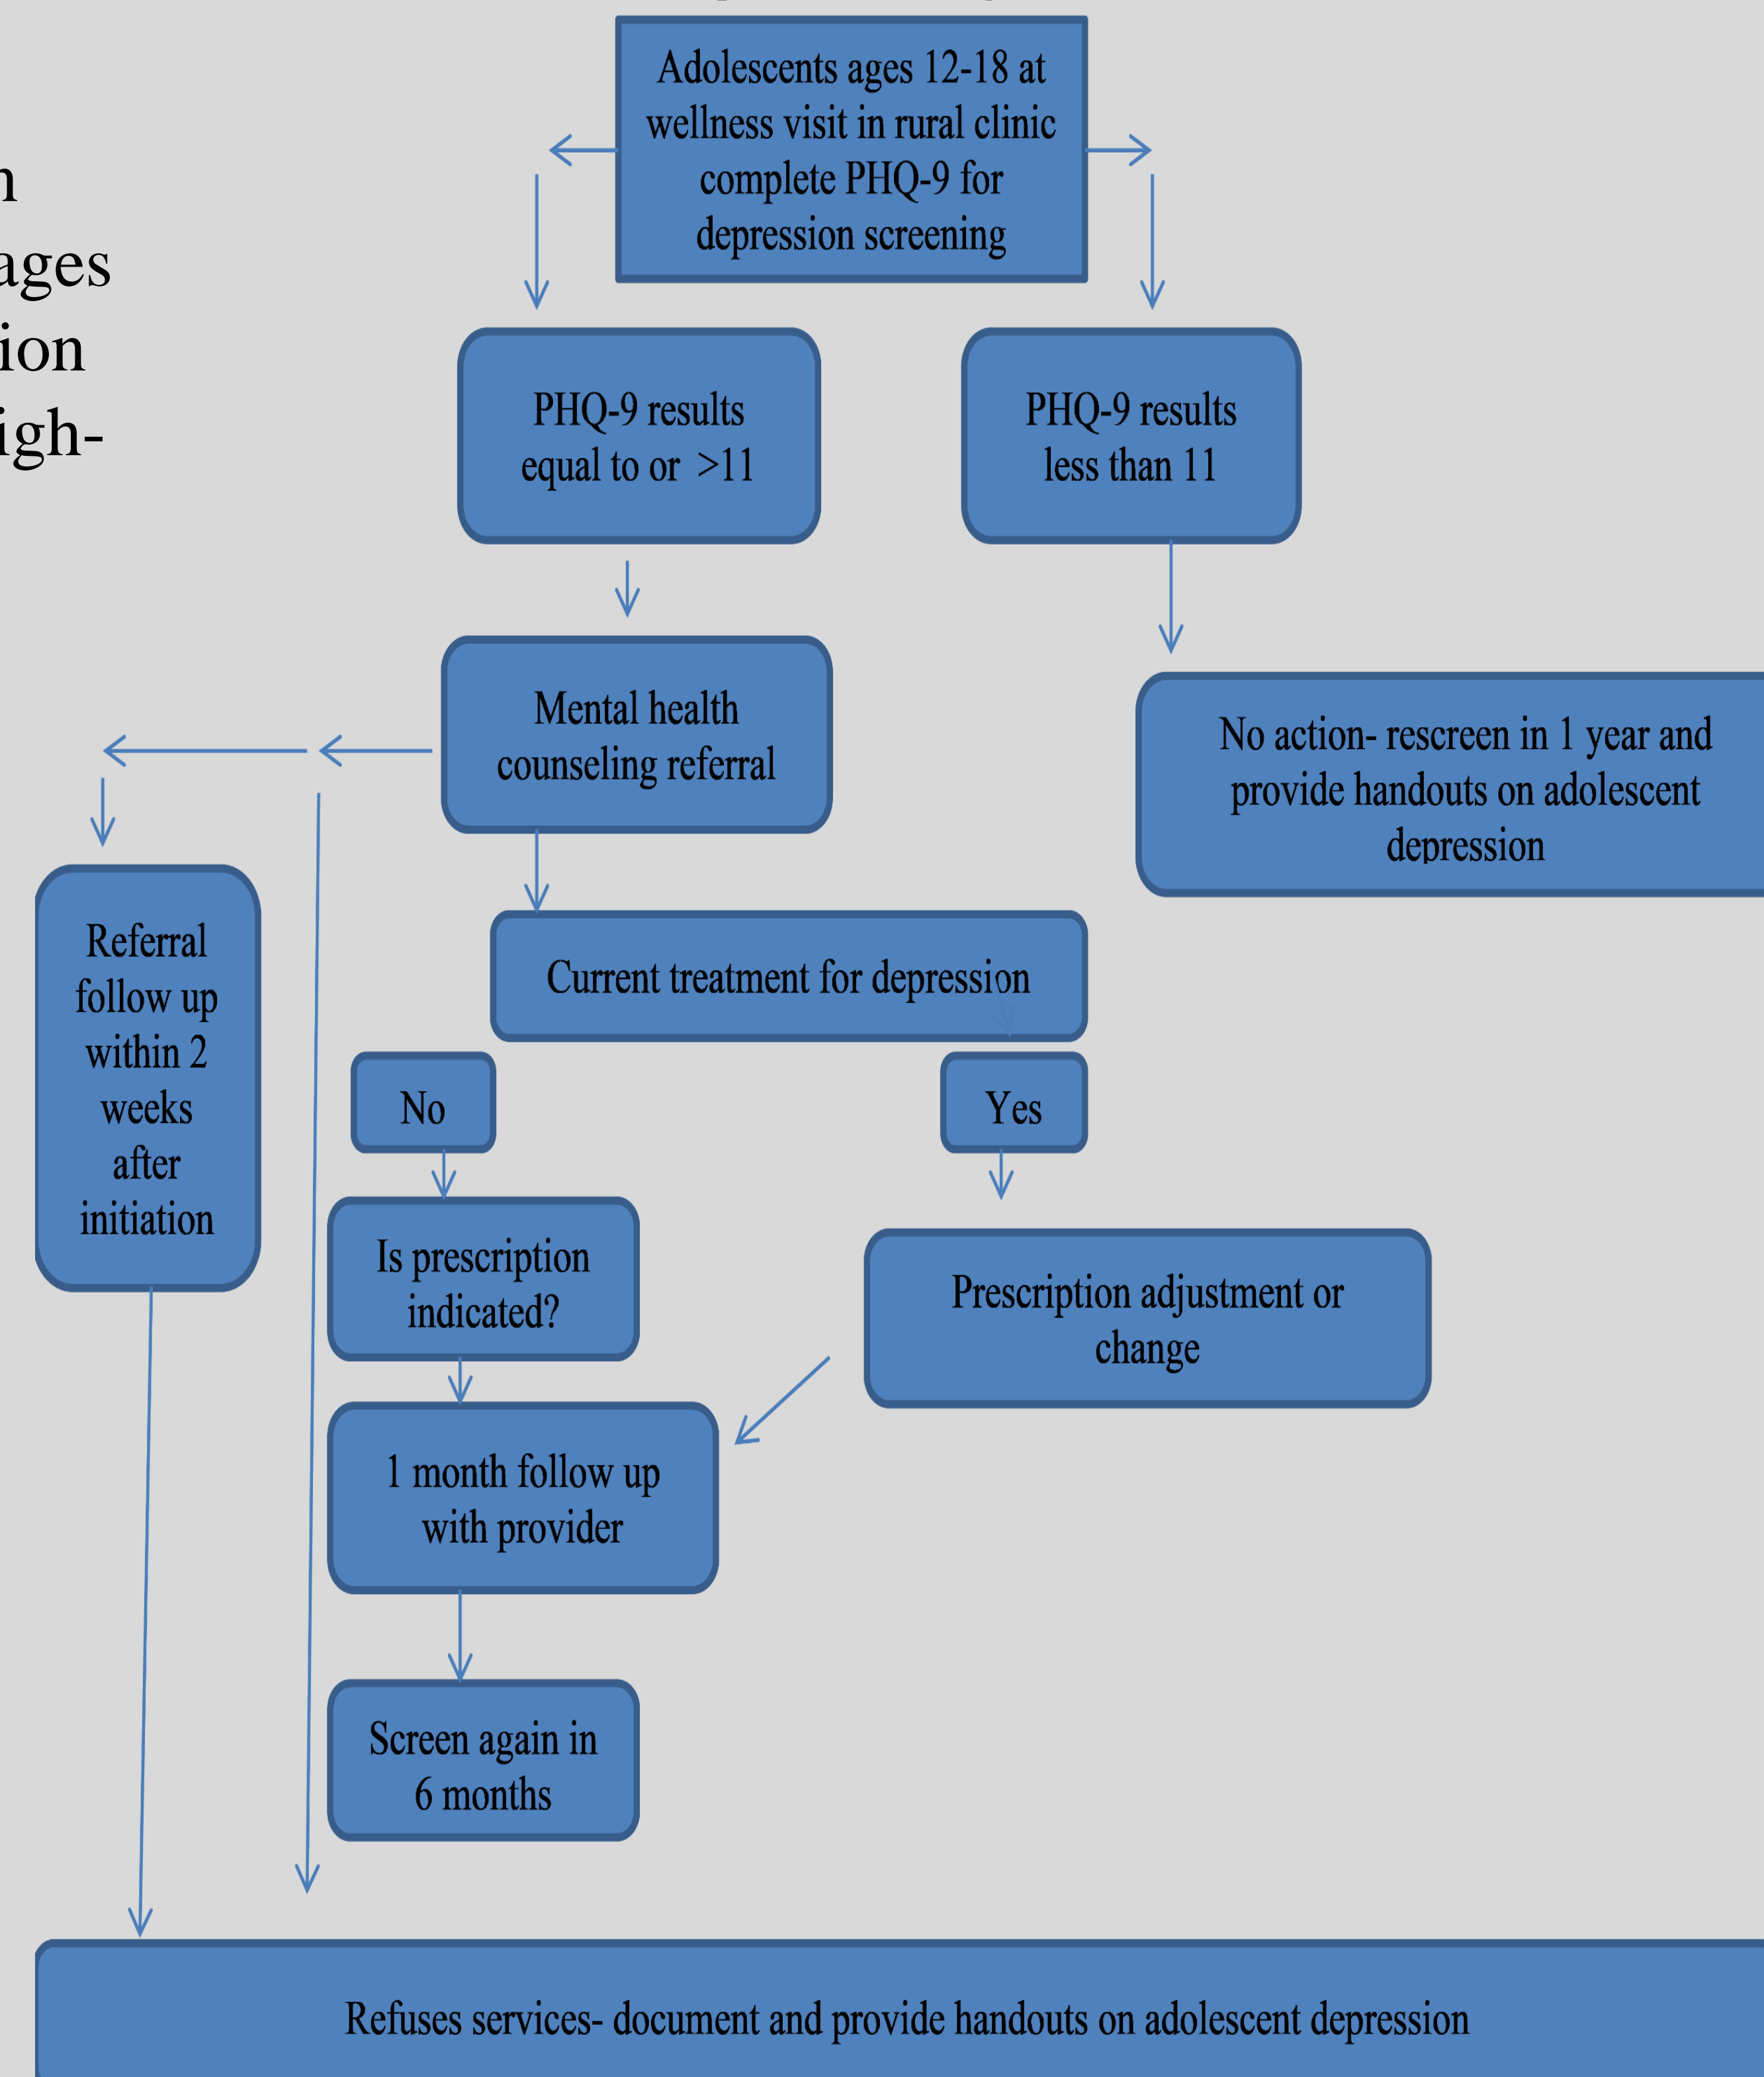 Adolescents ages 12-18 at
wellness visit in rural clinic
complete PHQ-9 for
depression screening
ages
igh-
PHQ-9 results
equal to or >11
PHQ-9 results
less than 11
Mental health
counseling referral
No action- rescreen in 1 year and
provide handouts on adolescent
depression
Referral
follow up
within 2
weeks
after
initiation
Current treatment for depression
No
Yes
Is prescription
indicated?
Prescription adjustment or
change
1 month follow up
with provider
Screen again in
6 months
Refuses services- document and provide handouts on adolescent depression